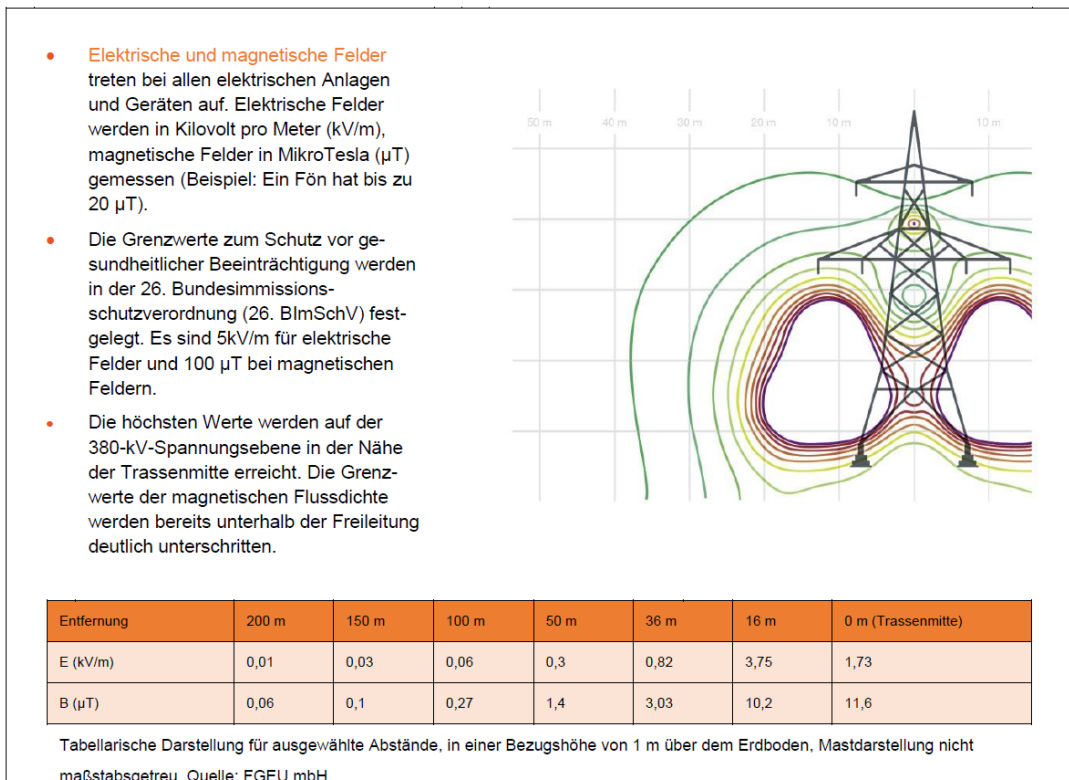 Elektrische und magnetische Felder
treten bei allen elektrischen Anlagen
und Geräten auf. Elektrische Felder
werden in Kilovolt pro Meter (kV/m),
magnetische Felder in MikroTesla (µT)
gemessen (Beispiel: Ein Fön hat bis zu
20 µT).
Die Grenzwerte zum Schutz vor ge-
sundheitlicher Beeinträchtigung werden
in der 26. Bundesimmissions-
schutzverordnung (26. BImSchV) fest-
gelegt. Es sind 5kV/m für elektrische
Felder und 100 µT bei magnetischen
Feldern.
Die höchsten Werte werden auf der
380-kV-Spannungsebene in der Nähe
der Trassenmitte erreicht. Die Grenz-
werte der magnetischen Flussdichte
werden bereits unterhalb der Freileitung
deutlich unterschritten.
50 m 40 m 30 m 20 m 10 m 10 m
Entfernung 200 m 150 m 100 m 50 m 36 m 16 m 0 m (Trassenmitte)
E (kV/m) 0,01 0,03 0,06 0,3 0,82 3,75 1,73
B (µT) 0,06 0,1 0,27 1,4 3,03 10,2 11,6
Tabellarische Darstellung für ausgewählte Abstände, in einer Bezugshöhe von 1 m über dem Erdboden, Mastdarstellung nicht
maßstabsgetreu. Quelle: mbH